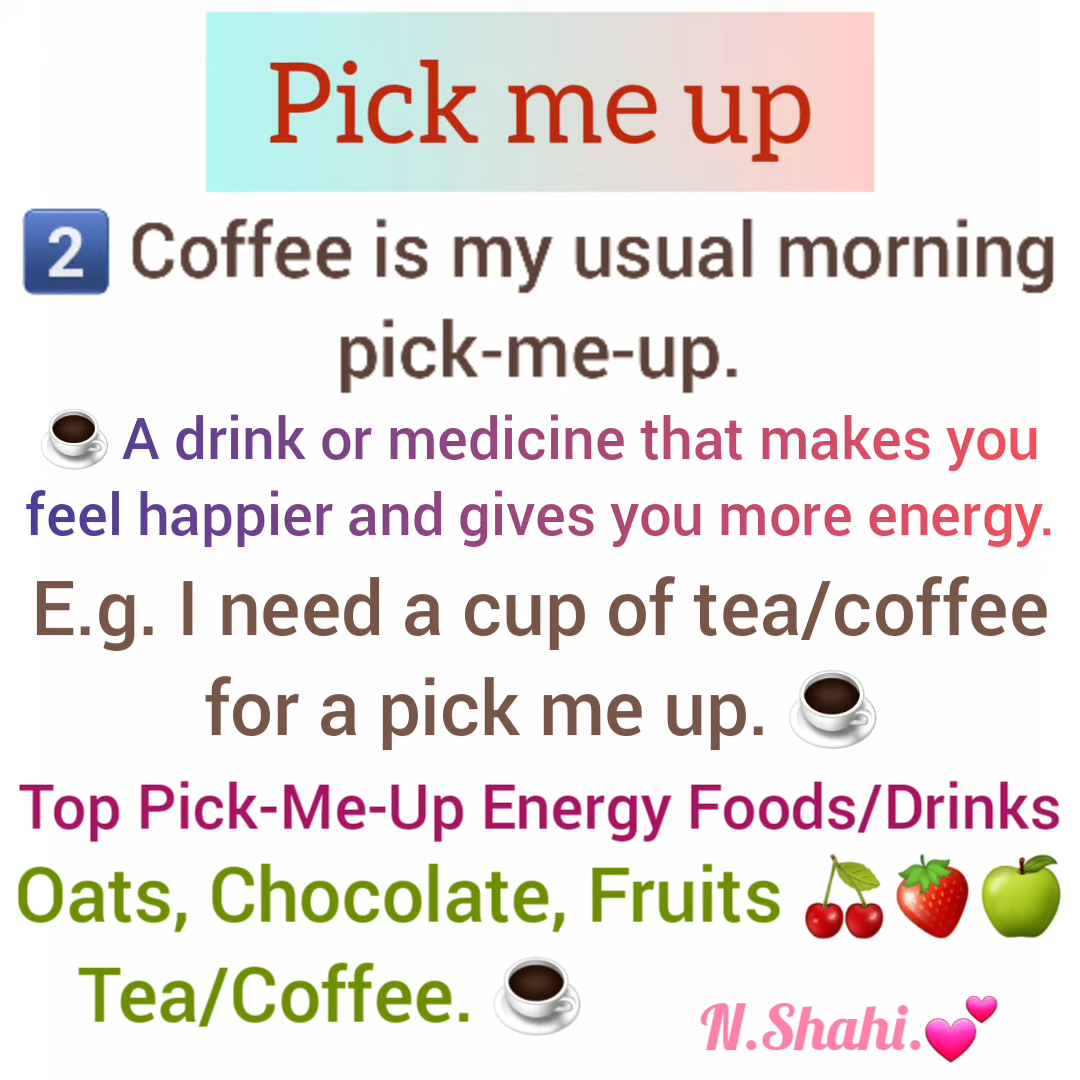 Pick me up
2️⃣ Coffee is my usual morning
pick-me-up.
☕ A drink or medicine that makes you
feel happier and gives you more energy.
E.g. I need a cup of tea/coffee
for a pick me up. ☕
Top Pick-Me-Up Energy Foods/Drinks
Oats, Chocolate, Fruits 🍒🍓🍏
Tea/Coffee. ☕
N.Shahi.💕